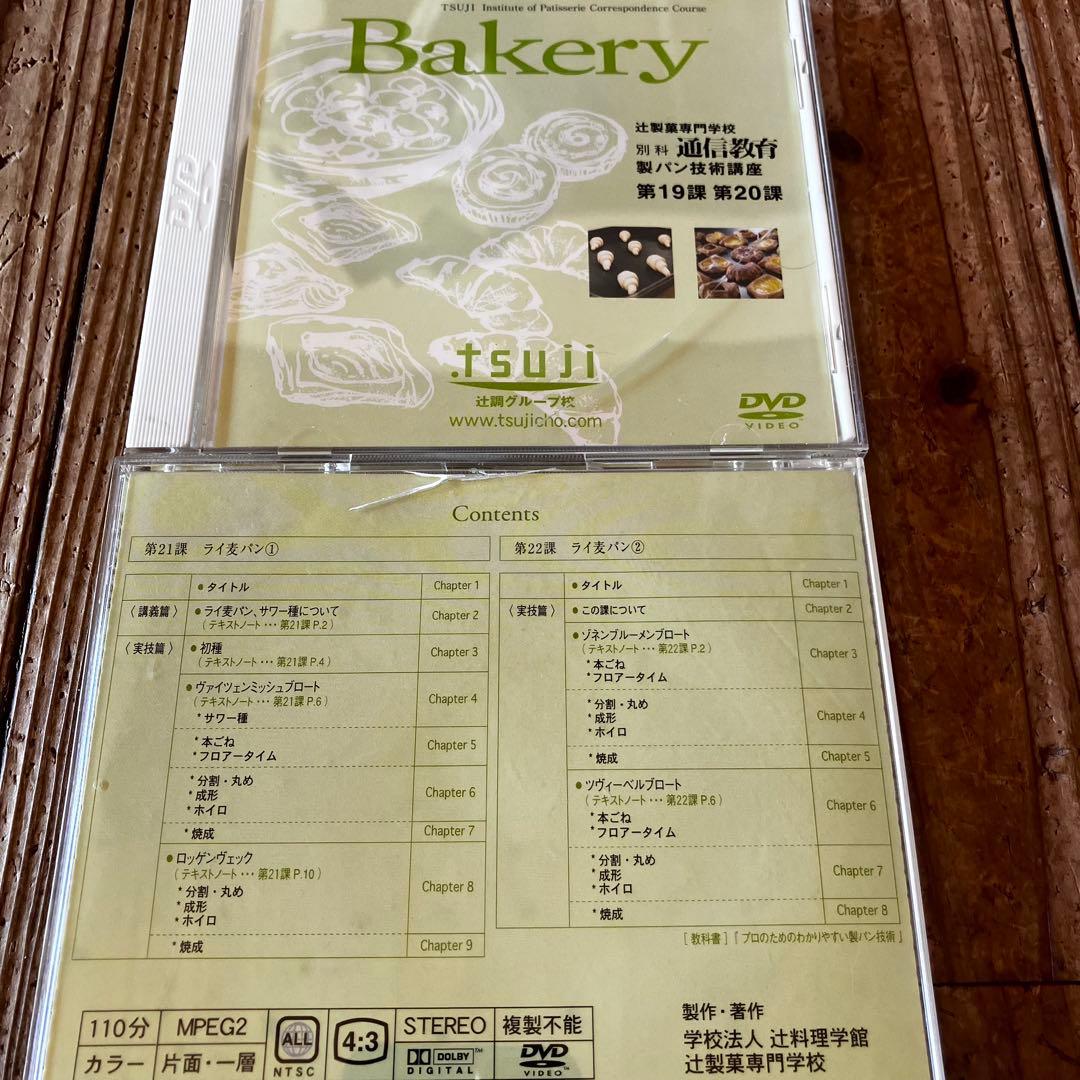 TSUJI Institute of Patisserie Correspondence Course
Bakery
辻製菓専門学校
別科 通信教育
製パン技術講座
第19課 第20課
.tsuji
辻調グループ校
www.tsujicho.com
DVD
VIDEO
DVD
Contents
第21課 ライ麦パン①
● タイトル Chapter 1
〈講義篇〉 ● ライ麦パン、サワー種について Chapter 2
(テキストノート・・・第21課 P.2)
〈実技篇〉 ● 初種 Chapter 3
(テキストノート・・・第21課 P.4)
● ヴァイツェンミッシュブロート Chapter 4
(テキストノート・・・第21課 P.6)
* サワー種
* 本ごね Chapter 5
* フロアータイム
* 分割・丸め Chapter 6
* 成形
* ホイロ
* 焼成 Chapter 7
● ロッゲンヴェック Chapter 8
(テキストノート・・・第21課 P.10)
* 分割・丸め
* 成形
* ホイロ
* 焼成 Chapter 9
第22課 ライ麦パン②
● タイトル Chapter 1
〈実技篇〉 ● この課について Chapter 2
● ゾネンブルーメンブロート Chapter 3
(テキストノート・・・第22課 P.2)
* 本ごね
* フロアータイム
* 分割・丸め Chapter 4
* 成形
* ホイロ
* 焼成 Chapter 5
● ツヴィーベルブロート Chapter 6
(テキストノート・・・第22課 P.6)
* 本ごね
* フロアータイム
* 分割・丸め Chapter 7
* 成形
* ホイロ
* 焼成 Chapter 8
[教科書]『プロのためのわかりやすい製パン技術』
110分 MPEG2 ALL 4:3 STEREO 複製不能
カラー 片面・一層 NTSC DOLBY DIGITAL DVD VIDEO
製作・著作
学校法人 辻料理学館
辻製菓専門学校